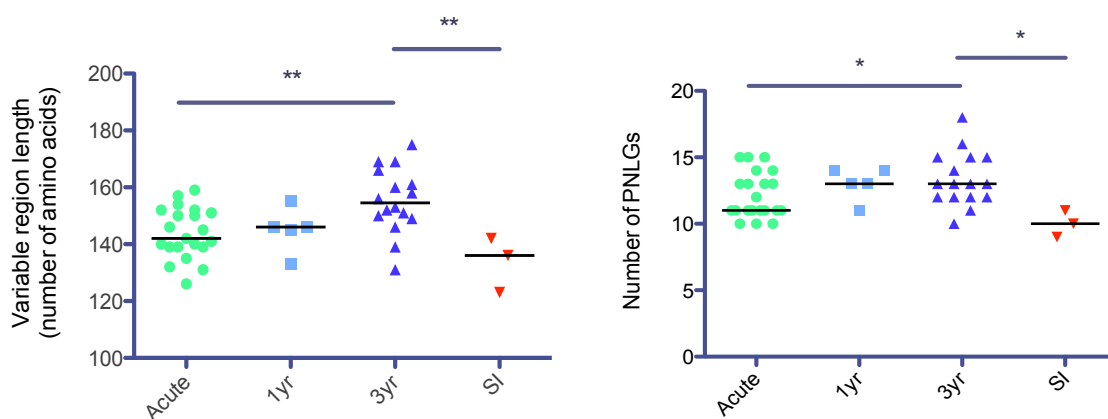 **
**
200
180
160
140
120
100
Variable region length
(number of amino acids)
Acute
1yr
3yr
SI
*
*
20
15
10
5
0
Number of PNLGs
Acute
1yr
3yr
SI